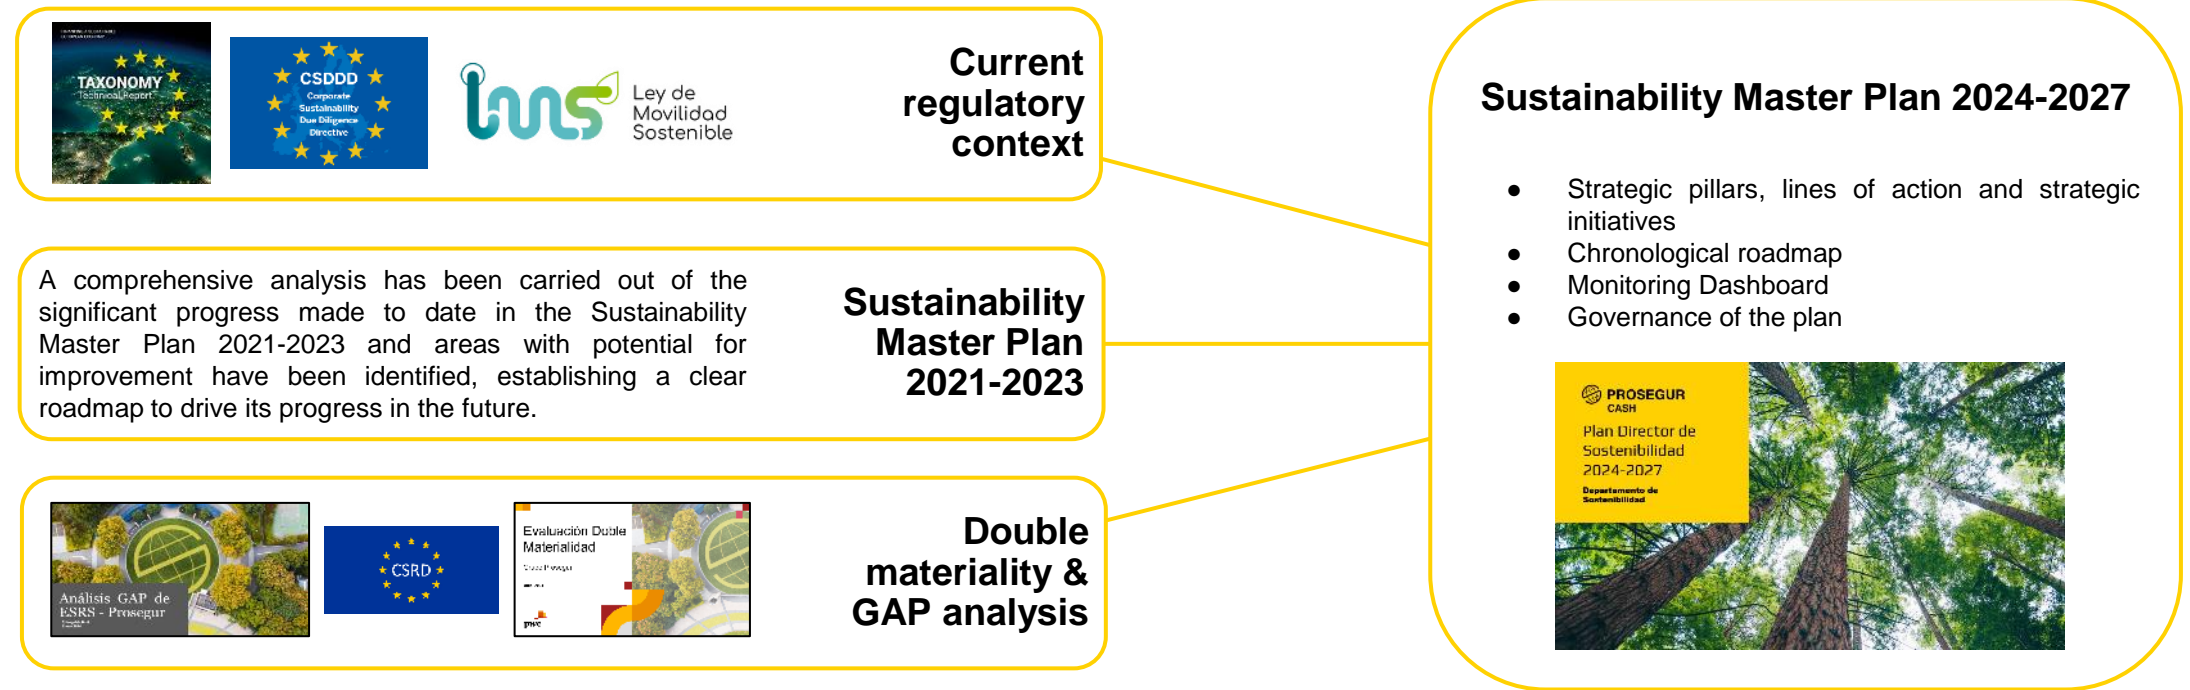 TAXONOMY
Technical Report
CSDDD
Corporate
Sustainability
Due Diligence
Directive
lms
Ley de
Movilidad
Sostenible
Current
regulatory
context
A comprehensive analysis has been carried out of the
significant progress made to date in the Sustainability
Master Plan 2021-2023 and areas with potential for
improvement have been identified, establishing a clear
roadmap to drive its progress in the future.
Sustainability
Master Plan
2021-2023
Análisis GAP de
ESRS - Prosegur
CSRD
Evaluación Doble
Materialidad
Grupo Prosegur
pwc
Double
materiality &
GAP analysis
Sustainability Master Plan 2024-2027
● Strategic pillars, lines of action and strategic
initiatives
● Chronological roadmap
● Monitoring Dashboard
● Governance of the plan
PROSEGUR
CASH
Plan Director de
Sostenibilidad
2024-2027
Departamento de
Sostenibilidad